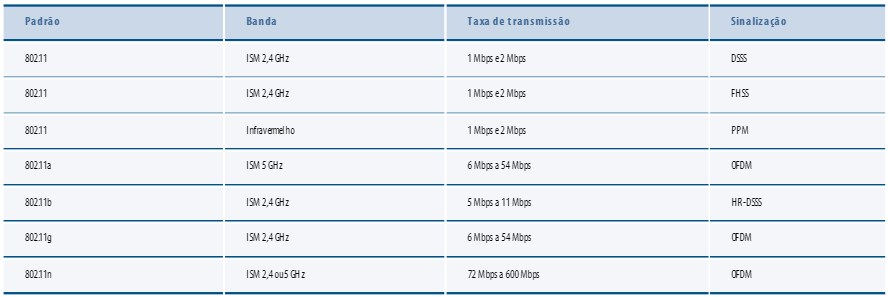 Padrão Banda Taxa de transmissão Sinalização
802.11 ISM 2,4 GHz 1 Mbps e 2 Mbps DSSS
802.11 ISM 2,4 GHz 1 Mbps e 2 Mbps FHSS
802.11 Infravermelho 1 Mbps e 2 Mbps PPM
802.11a ISM 5 GHz 6 Mbps a 54 Mbps OFDM
802.11b ISM 2,4 GHz 5 Mbps a 11 Mbps HR-DSSS
802.11g ISM 2,4 GHz 6 Mbps a 54 Mbps OFDM
802.11n ISM 2,4 ou 5 GHz 72 Mbps a 600 Mbps OFDM